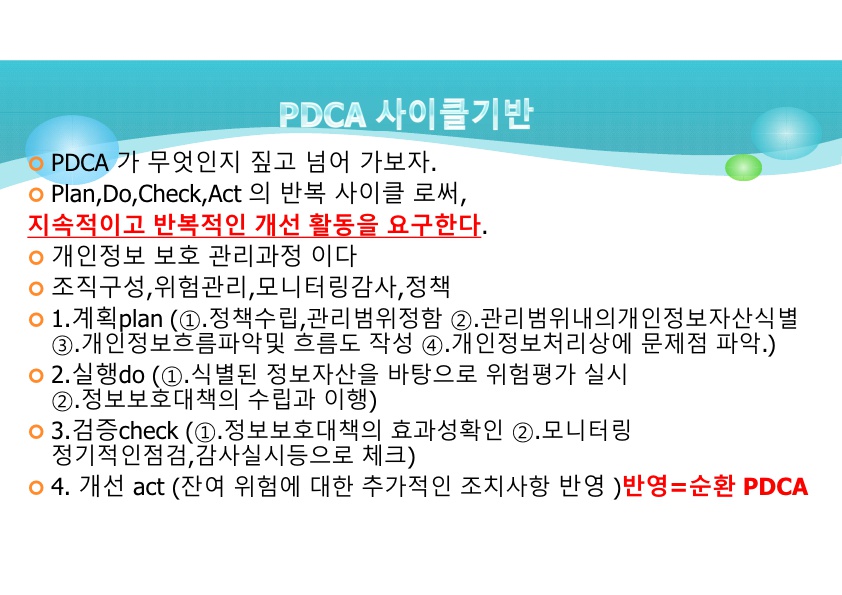 PDCA 사이클기반
PDCA 가 무엇인지 짚고 넘어 가보자.
Plan,Do,Check,Act 의 반복 사이클 로써,
지속적이고 반복적인 개선 활동을 요구한다.
개인정보 보호 관리과정 이다
조직구성,위험관리,모니터링감사,정책
1.계획plan (①.정책수립,관리범위정함 ②.관리범위내의개인정보자산식별
③.개인정보흐름파악및 흐름도 작성 ④.개인정보처리상에 문제점 파악.)
2.실행do (①.식별된 정보자산을 바탕으로 위험평가 실시
②.정보보호대책의 수립과 이행)
3.검증check (①.정보보호대책의 효과성확인 ②.모니터링
정기적인점검,감사실시등으로 체크)
4. 개선 act (잔여 위험에 대한 추가적인 조치사항 반영 )반영=순환 PDCA